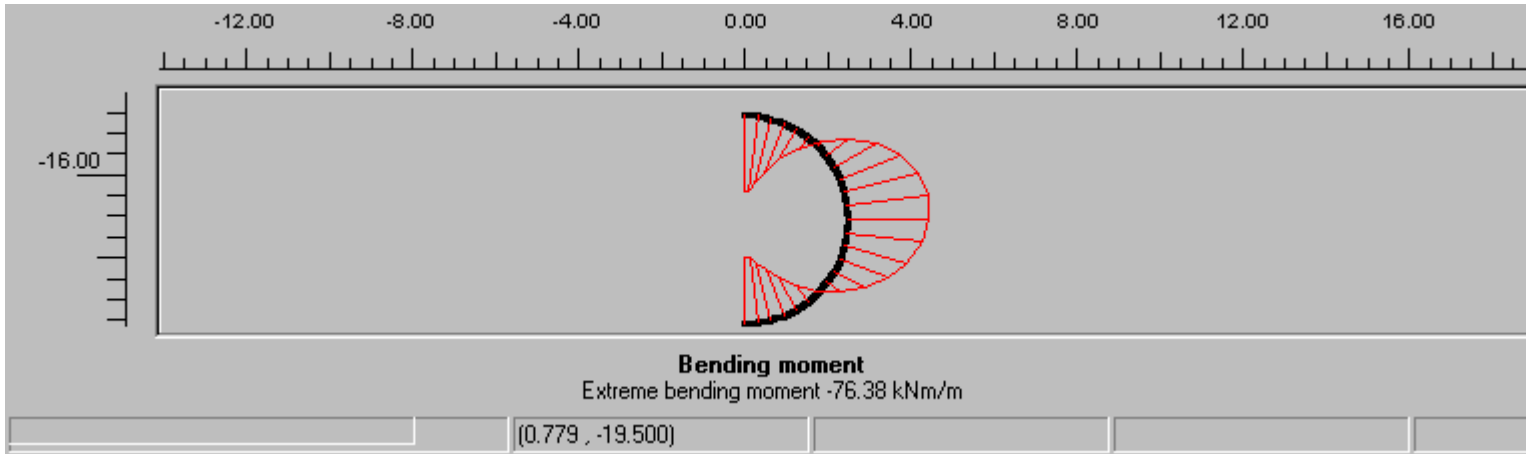 -12.00 -8.00 -4.00 0.00 4.00 8.00 12.00 16.00
-16.00
Bending moment
Extreme bending moment -76.38 kNm/m
(0.779 , -19.500)